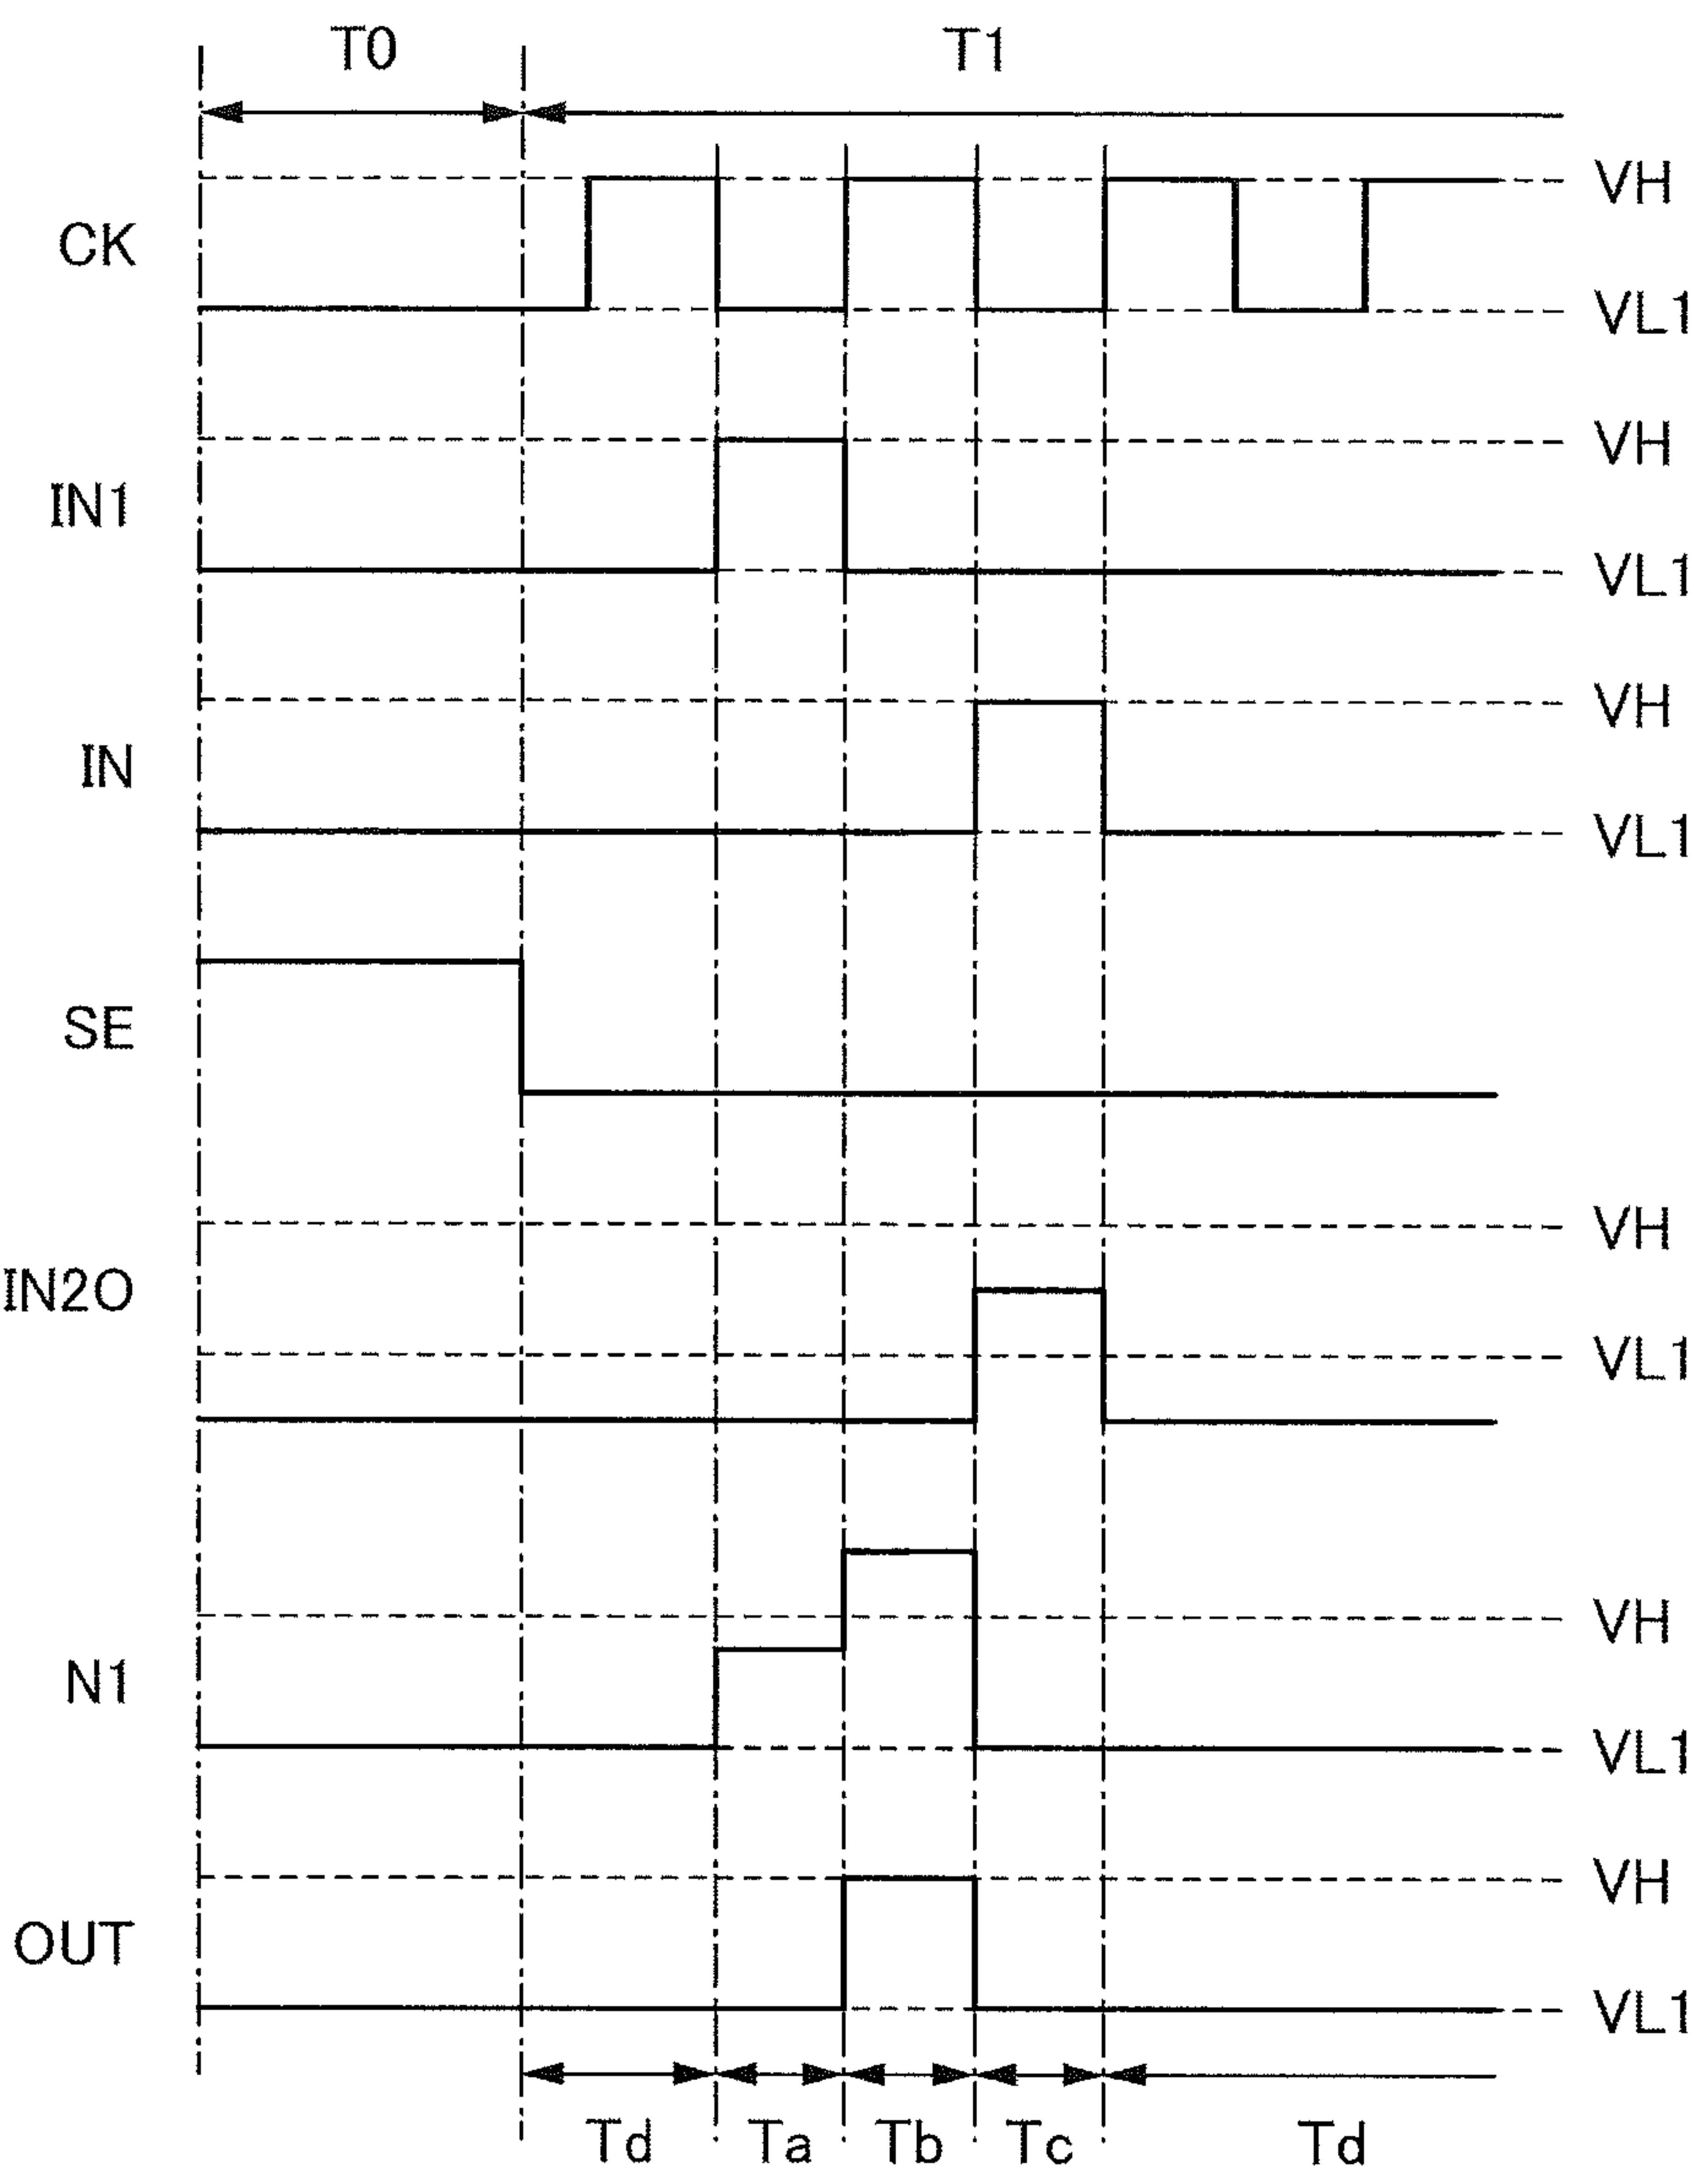 T0 T1
VH
CK
VL1
VH
IN1
VL1
VH
IN
VL1
SE
VH
IN2O
VL1
VH
N1
VL1
VH
OUT
VL1
Td Ta Tb Tc Td